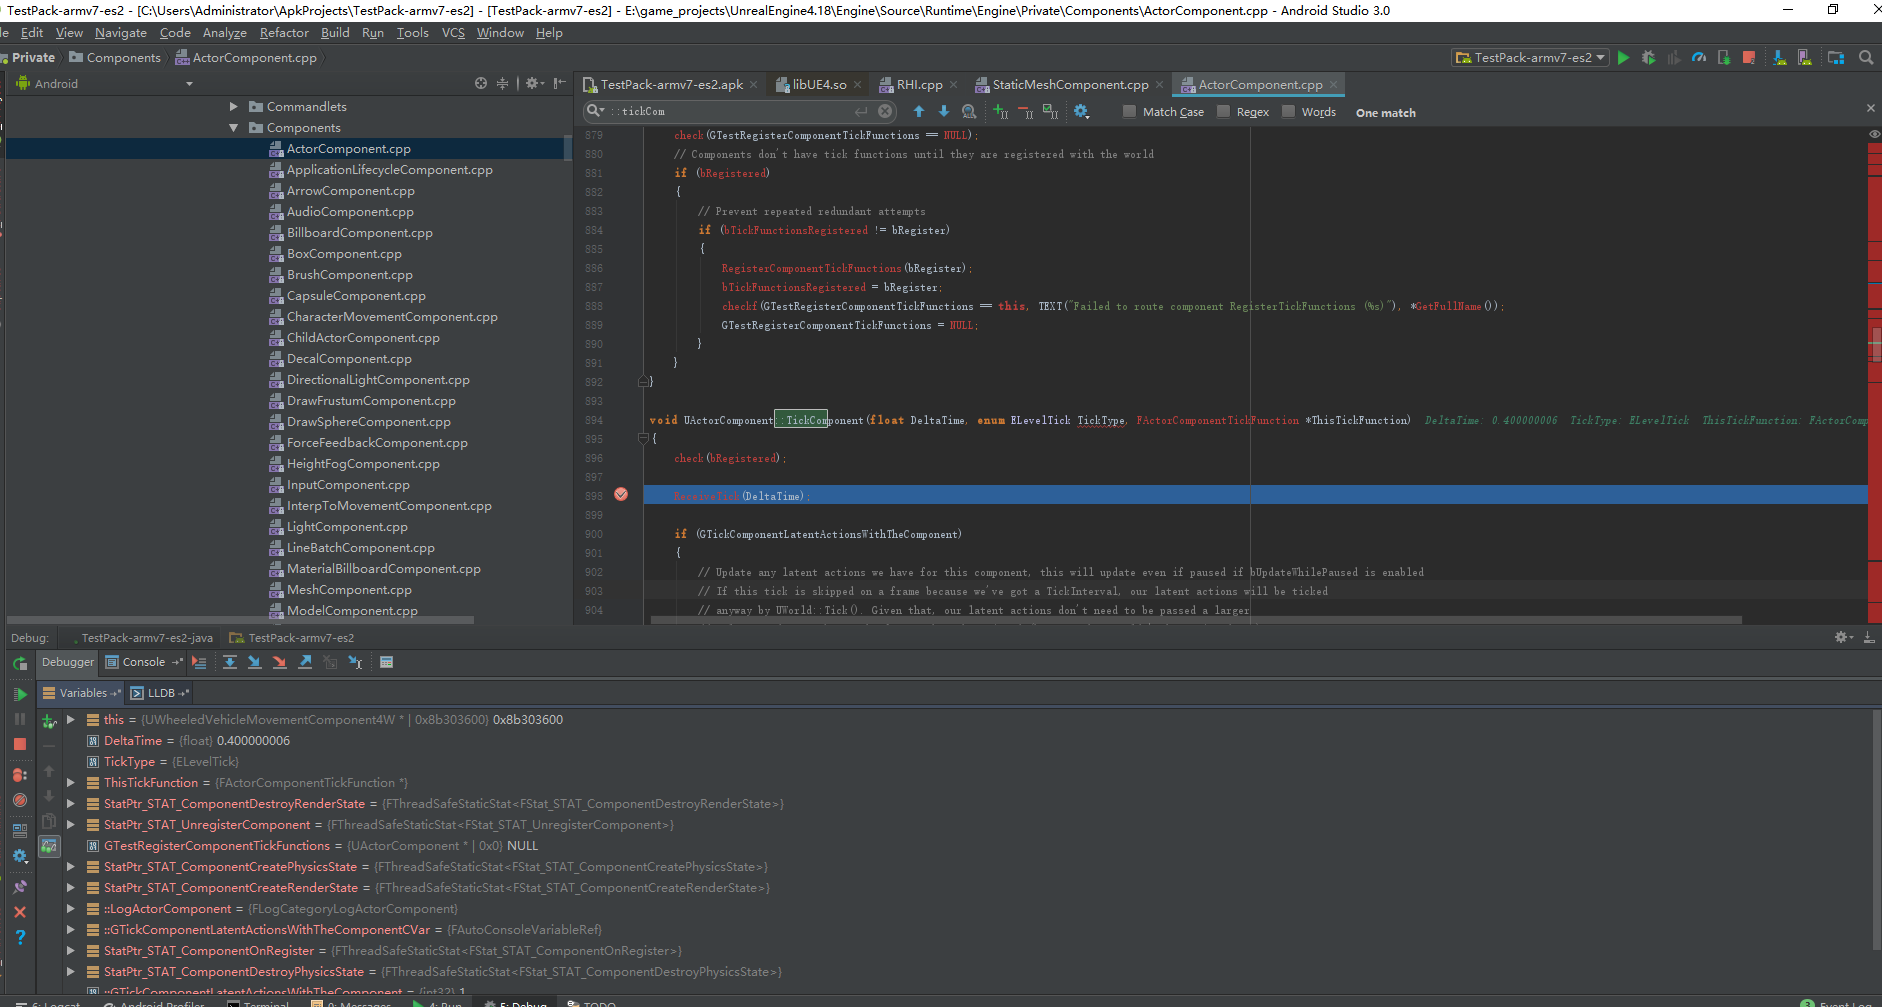 TestPack-armv7-es2 - [C:\Users\Administrator\ApkProjects\TestPack-armv7-es2] - [TestPack-armv7-es2] - E:\game_projects\UnrealEngine4.18\Engine\Source\Runtime\Engine\Private\Components\ActorComponent.cpp - Android Studio 3.0
Edit View Navigate Code Analyze Refactor Build Run Tools VCS Window Help
Private Components ActorComponent.cpp TestPack-armv7-es2
Android
TestPack-armv7-es2.apk libUE4.so RHI.cpp StaticMeshComponent.cpp ActorComponent.cpp
::tickCom Match Case Regex Words One match
Commandlets
Components
ActorComponent.cpp
ApplicationLifecycleComponent.cpp
ArrowComponent.cpp
AudioComponent.cpp
BillboardComponent.cpp
BoxComponent.cpp
BrushComponent.cpp
CapsuleComponent.cpp
CharacterMovementComponent.cpp
ChildActorComponent.cpp
DecalComponent.cpp
DirectionalLightComponent.cpp
DrawFrustumComponent.cpp
DrawSphereComponent.cpp
ForceFeedbackComponent.cpp
HeightFogComponent.cpp
InputComponent.cpp
InterpToMovementComponent.cpp
LightComponent.cpp
LineBatchComponent.cpp
MaterialBillboardComponent.cpp
MeshComponent.cpp
ModelComponent.cpp
879 check(GTestRegisterComponentTickFunctions == NULL);
880 // Components don't have tick functions until they are registered with the world
881 if (bRegistered)
882 {
883 // Prevent repeated redundant attempts
884 if (bTickFunctionsRegistered != bRegister)
885 {
886 RegisterComponentTickFunctions(bRegister);
887 bTickFunctionsRegistered = bRegister;
888 checkf(GTestRegisterComponentTickFunctions == this, TEXT("Failed to route component RegisterTickFunctions (%s)"), *GetFullName());
889 GTestRegisterComponentTickFunctions = NULL;
890 }
891 }
892 }
893
894 void UActorComponent::TickComponent(float DeltaTime, enum ELevelTick TickType, FActorComponentTickFunction *ThisTickFunction) DeltaTime: 0.400000006 TickType: ELevelTick ThisTickFunction: FActorComp
895 {
896 check(bRegistered);
897
898 ReceiveTick(DeltaTime);
899
900 if (GTickComponentLatentActionsWithTheComponent)
901 {
902 // Update any latent actions we have for this component, this will update even if paused if bUpdateWhilePaused is enabled
903 // If this tick is skipped on a frame because we've got a TickInterval, our latent actions will be ticked
904 // anyway by UWorld::Tick(). Given that, our latent actions don't need to be passed a larger
Debug: TestPack-armv7-es2-java TestPack-armv7-es2
Debugger Console
Variables LLDB
this = {UWheeledVehicleMovementComponent4W * | 0x8b303600} 0x8b303600
DeltaTime = {float} 0.400000006
TickType = {ELevelTick}
ThisTickFunction = {FActorComponentTickFunction *}
StatPtr_STAT_ComponentDestroyRenderState = {FThreadSafeStaticStat<FStat_STAT_ComponentDestroyRenderState>}
StatPtr_STAT_UnregisterComponent = {FThreadSafeStaticStat<FStat_STAT_UnregisterComponent>}
GTestRegisterComponentTickFunctions = {UActorComponent * | 0x0} NULL
StatPtr_STAT_ComponentCreatePhysicsState = {FThreadSafeStaticStat<FStat_STAT_ComponentCreatePhysicsState>}
StatPtr_STAT_ComponentCreateRenderState = {FThreadSafeStaticStat<FStat_STAT_ComponentCreateRenderState>}
::LogActorComponent = {FLogCategoryLogActorComponent}
::GTickComponentLatentActionsWithTheComponentCVar = {FAutoConsoleVariableRef}
StatPtr_STAT_ComponentOnRegister = {FThreadSafeStaticStat<FStat_STAT_ComponentOnRegister>}
StatPtr_STAT_ComponentDestroyPhysicsState = {FThreadSafeStaticStat<FStat_STAT_ComponentDestroyPhysicsState>}
::GTickComponentLatentActionsWithTheComponent = {int32} 1
6: Logcat Android Profiler Terminal 0: Messages 4: Run 5: Debug TODO 3 Event Log